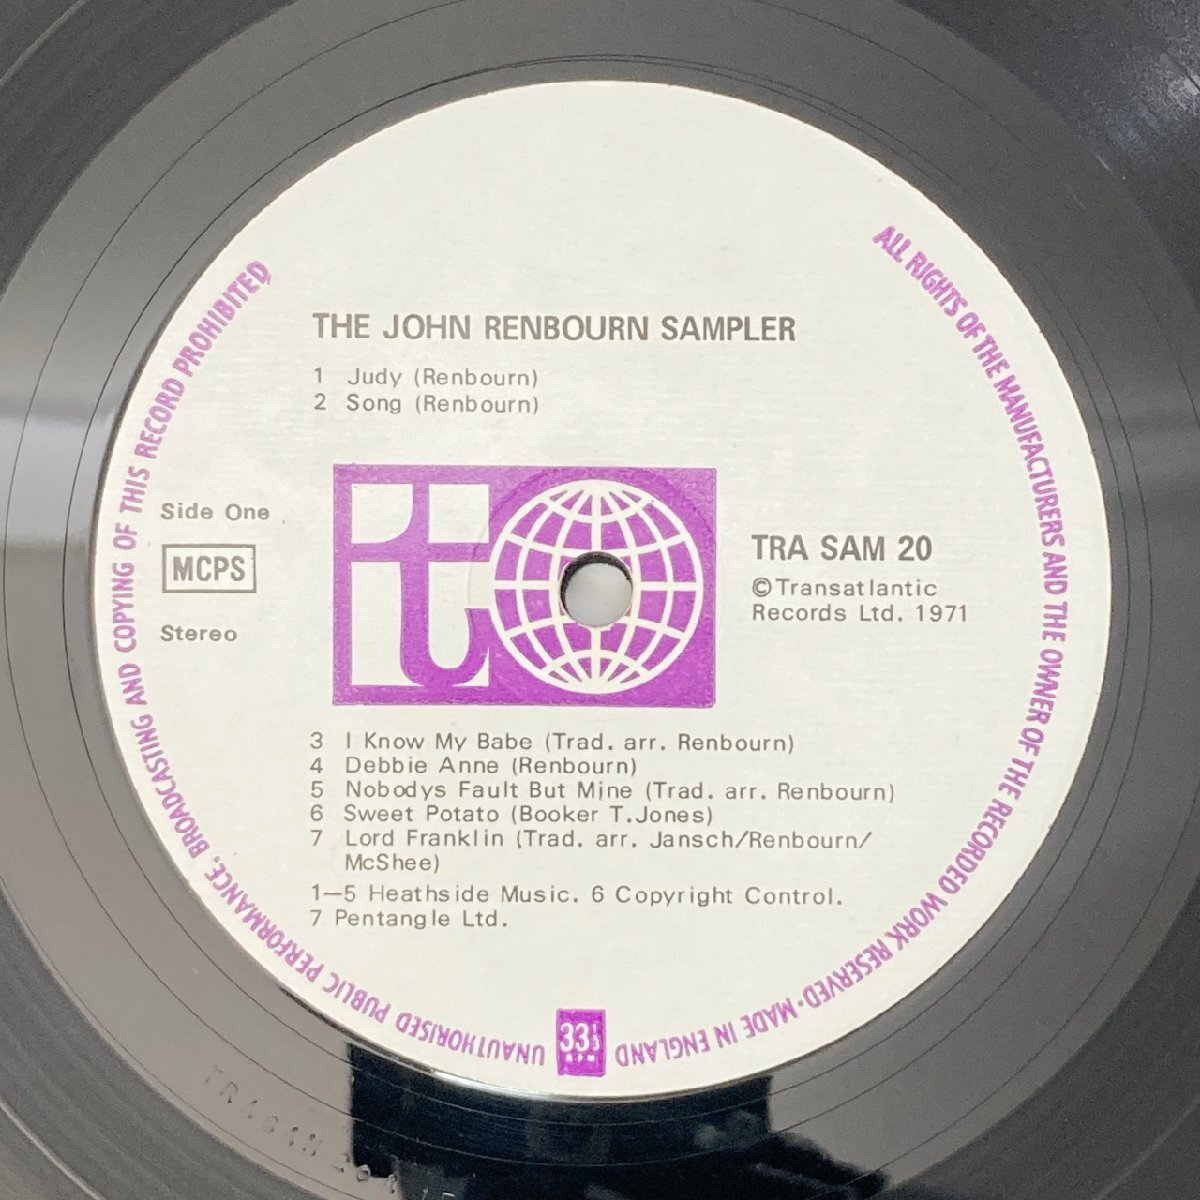 THE JOHN RENBOURN SAMPLER
1 Judy (Renbourn)
2 Song (Renbourn)
Side One
MCPS
Stereo
TRA SAM 20
©Transatlantic
Records Ltd. 1971
3 I Know My Babe (Trad. arr. Renbourn)
4 Debbie Anne (Renbourn)
5 Nobodys Fault But Mine (Trad. arr. Renbourn)
6 Sweet Potato (Booker T.Jones)
7 Lord Franklin (Trad. arr. Jansch/Renbourn/
McShee)
1—5 Heathside Music. 6 Copyright Control.
7 Pentangle Ltd.
ALL RIGHTS OF THE MANUFACTURERS AND THE OWNER OF THE RECORDED WORK RESERVED · MADE IN ENGLAND
33⅓
UNAUTHORISED PUBLIC PERFORMANCE, BROADCASTING AND COPYING OF THIS RECORD PROHIBITED